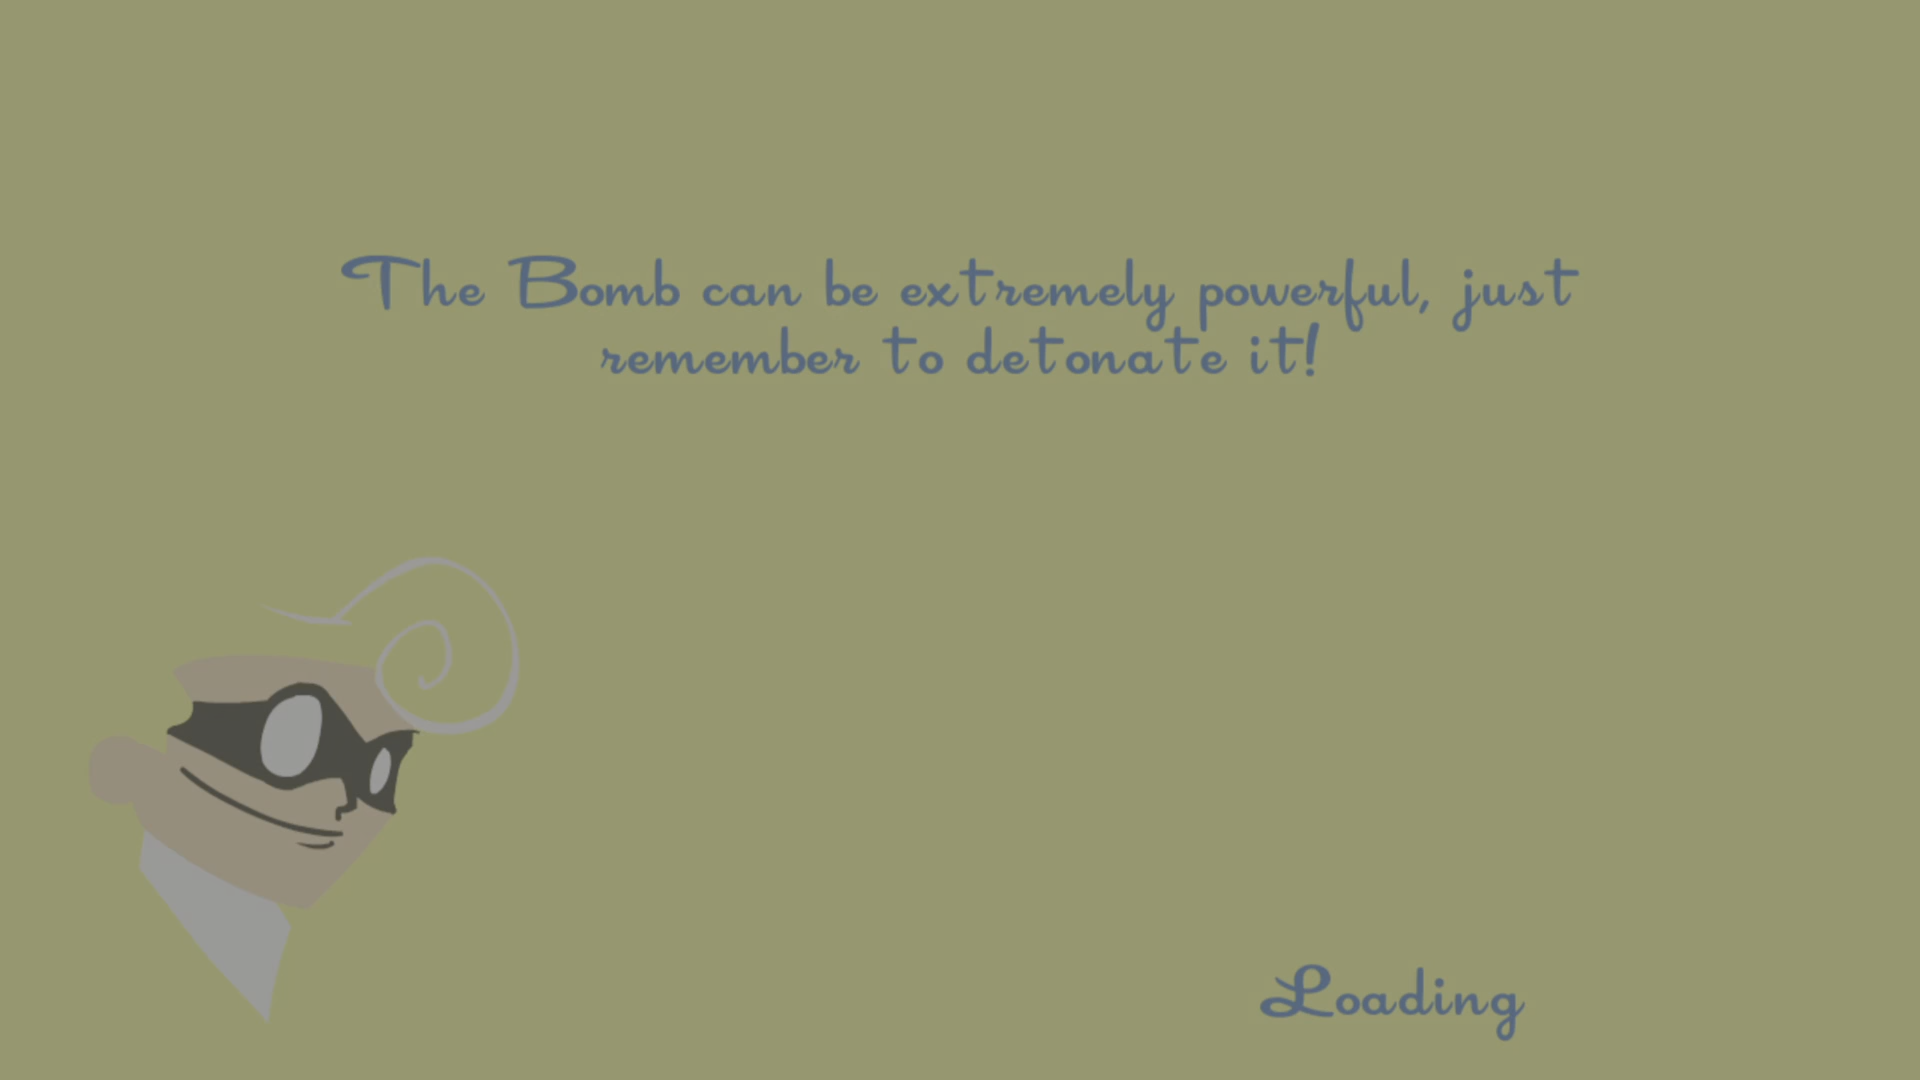 The Bomb can be extremely powerful, just
remember to detonate it!
Loading